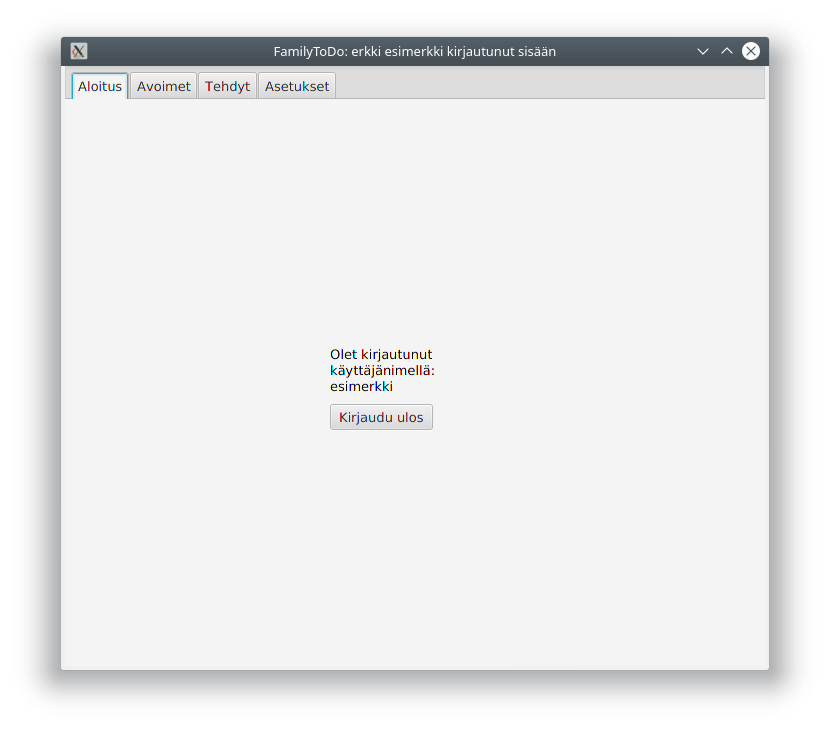 FamilyToDo: erkki esimerkki kirjautunut sisään
Aloitus Avoimet Tehdyt Asetukset
Olet kirjautunut
käyttäjänimellä:
esimerkki
Kirjaudu ulos